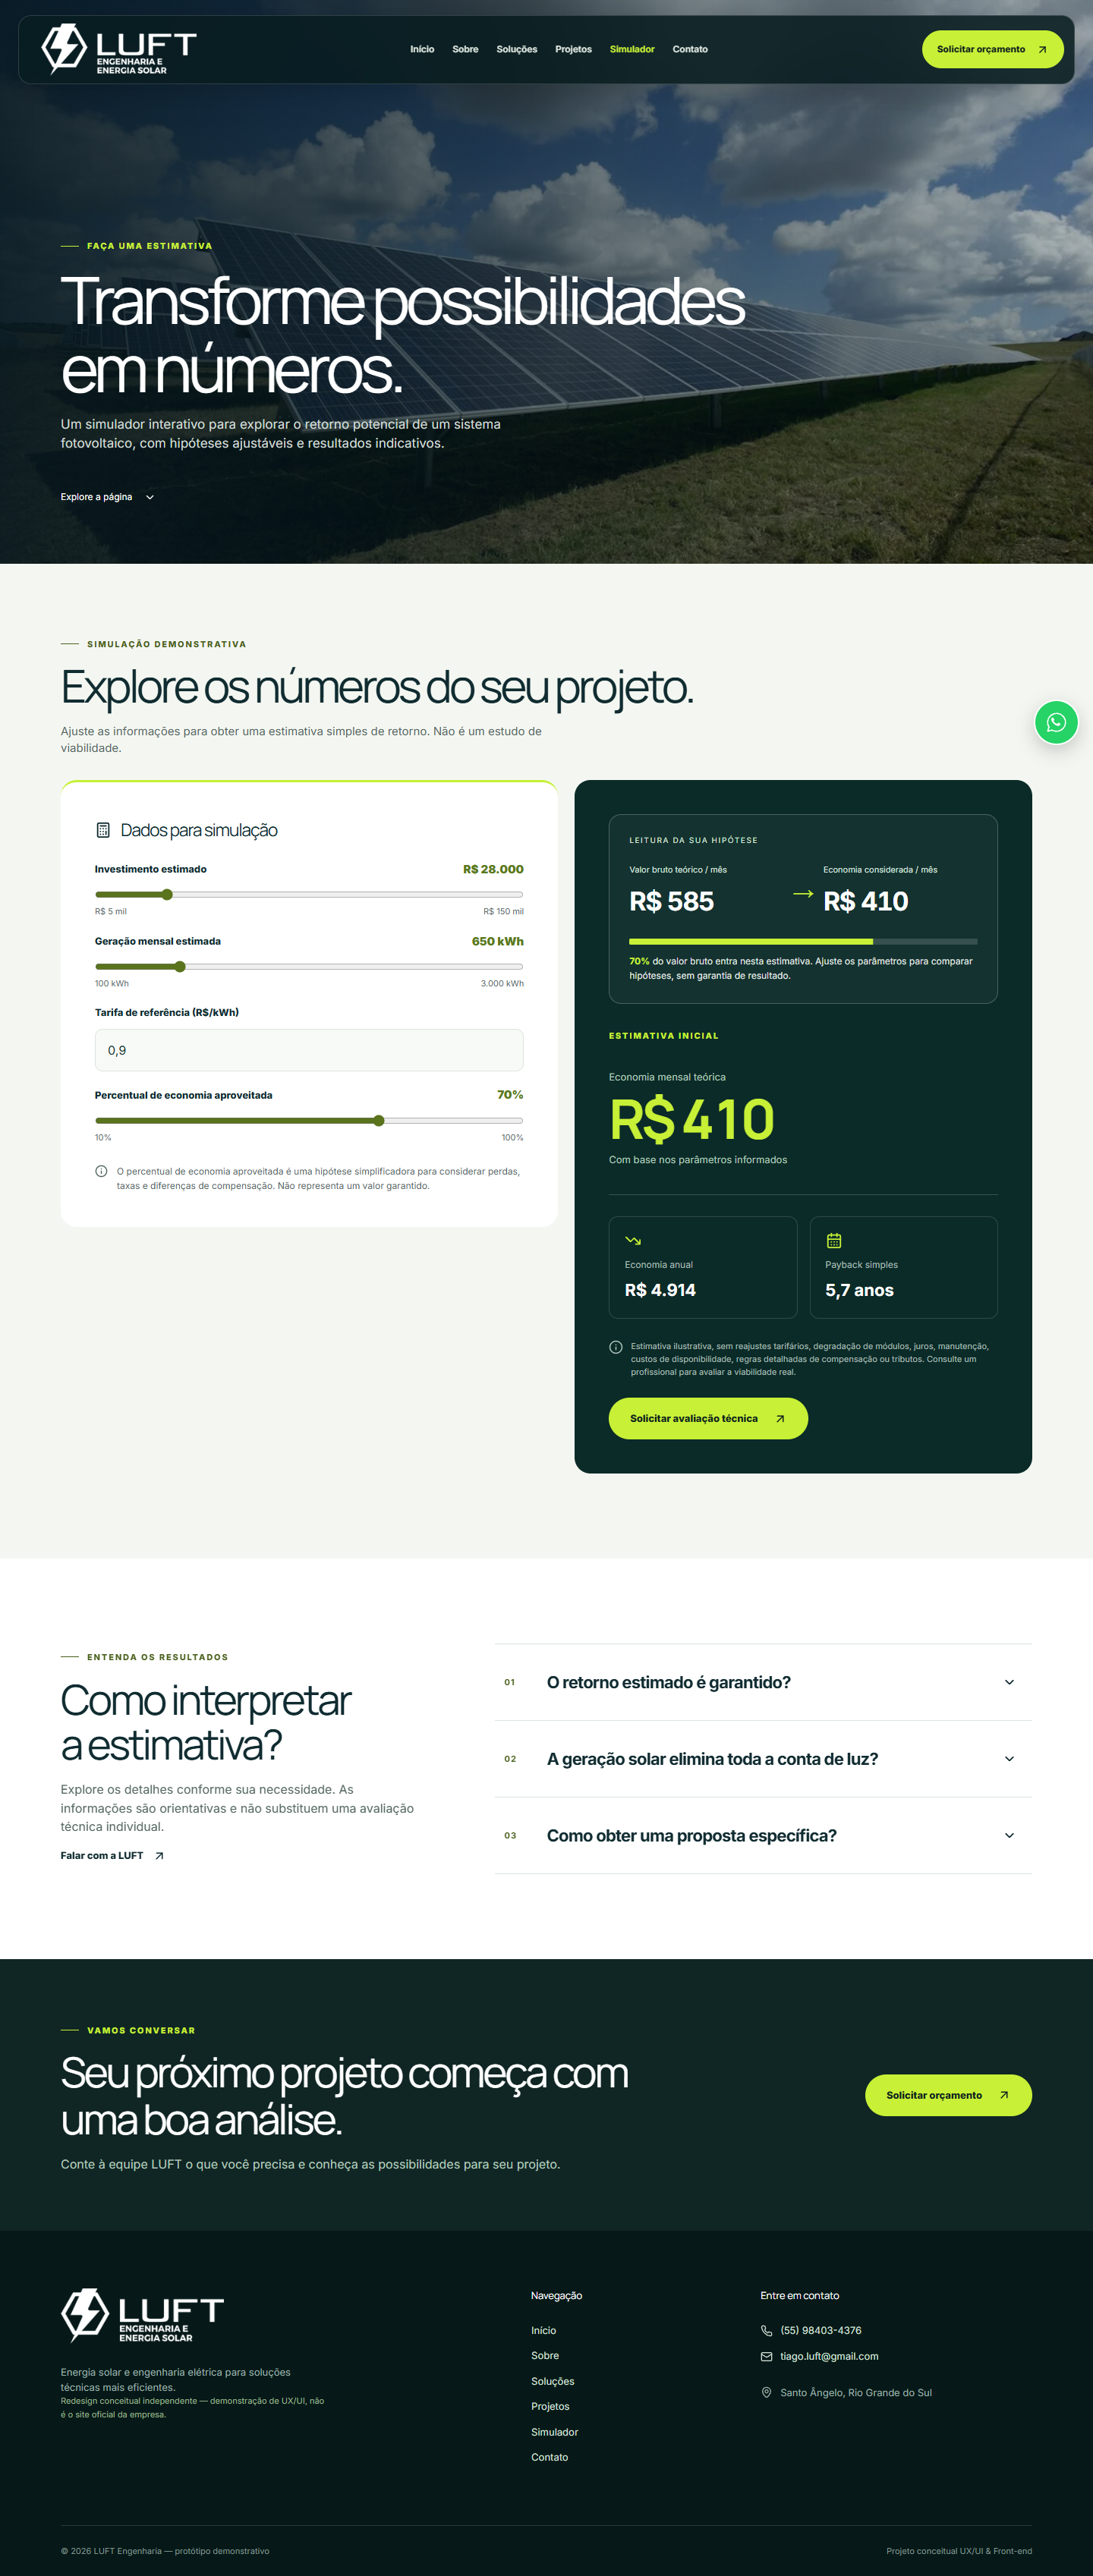 LUFT
ENGENHARIA E
ENERGIA SOLAR
Início
Sobre
Soluções
Projetos
Simulador
Contato
Solicitar orçamento
FAÇA UMA ESTIMATIVA
Transforme possibilidades
em números.
Um simulador interativo para explorar o retorno potencial de um sistema
fotovoltaico, com hipóteses ajustáveis e resultados indicativos.
Explore a página
SIMULAÇÃO DEMONSTRATIVA
Explore os números do seu projeto.
Ajuste as informações para obter uma estimativa simples de retorno. Não é um estudo de
viabilidade.
Dados para simulação
Investimento estimado
R$ 28.000
R$ 5 mil
R$ 150 mil
Geração mensal estimada
650 kWh
100 kWh
3.000 kWh
Tarifa de referência (R$/kWh)
0,9
Percentual de economia aproveitada
70%
10%
100%
O percentual de economia aproveitada é uma hipótese simplificadora para considerar perdas,
taxas e diferenças de compensação. Não representa um valor garantido.
LEITURA DA SUA HIPÓTESE
Valor bruto teórico / mês
R$ 585
→
Economia considerada / mês
R$ 410
70% do valor bruto entra nesta estimativa. Ajuste os parâmetros para comparar
hipóteses, sem garantia de resultado.
ESTIMATIVA INICIAL
Economia mensal teórica
R$ 410
Com base nos parâmetros informados
Economia anual
R$ 4.914
Payback simples
5,7 anos
Estimativa ilustrativa, sem reajustes tarifários, degradação de módulos, juros, manutenção,
custos de disponibilidade, regras detalhadas de compensação ou tributos. Consulte um
profissional para avaliar a viabilidade real.
Solicitar avaliação técnica
ENTENDA OS RESULTADOS
Como interpretar
a estimativa?
Explore os detalhes conforme sua necessidade. As
informações são orientativas e não substituem uma avaliação
técnica individual.
Falar com a LUFT
01
O retorno estimado é garantido?
02
A geração solar elimina toda a conta de luz?
03
Como obter uma proposta específica?
VAMOS CONVERSAR
Seu próximo projeto começa com
uma boa análise.
Conte à equipe LUFT o que você precisa e conheça as possibilidades para seu projeto.
Solicitar orçamento
LUFT
ENGENHARIA E
ENERGIA SOLAR
Energia solar e engenharia elétrica para soluções
técnicas mais eficientes.
Redesign conceitual independente — demonstração de UX/UI, não
é o site oficial da empresa.
Navegação
Início
Sobre
Soluções
Projetos
Simulador
Contato
Entre em contato
(55) 98403-4376
tiago.luft@gmail.com
Santo Ângelo, Rio Grande do Sul
© 2026 LUFT Engenharia — protótipo demonstrativo
Projeto conceitual UX/UI & Front-end